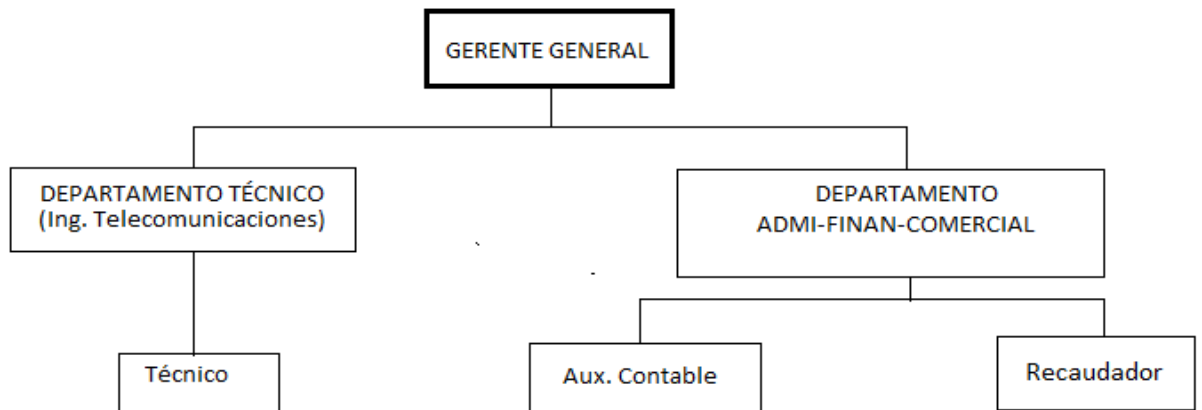 GERENTE GENERAL
DEPARTAMENTO TÉCNICO
(Ing. Telecomunicaciones)
DEPARTAMENTO
ADMI-FINAN-COMERCIAL
Técnico
Aux. Contable
Recaudador